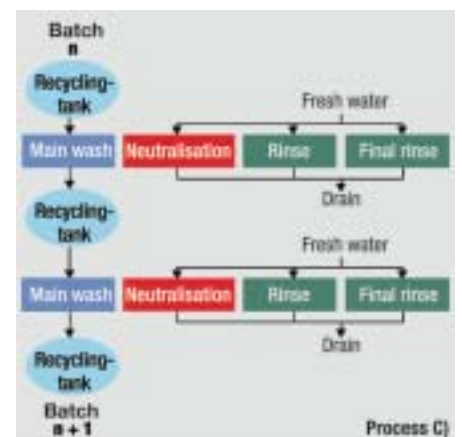 Batch
n
Recycling-
tank
Fresh water
Main wash Neutralisation Rinse Final rinse
Drain
Recycling-
tank
Fresh water
Main wash Neutralisation Rinse Final rinse
Drain
Recycling-
tank
Batch
n + 1
Process C)